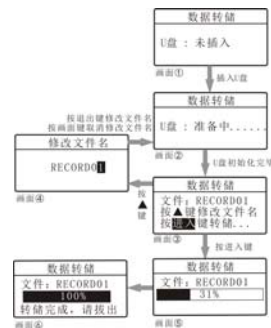 数据转储
U盘：未插入
画面①
插入U盘
数据转储
U盘：准备中......
画面②
U盘初始化完毕
按退出键修改文件名
按画面键取消修改文件名
修改文件名
RECORD01
画面④
按▲键
数据转储
文件：RECORD01
按▲键修改文件名
按进入键转储...
画面③
按进入键
数据转储
文件：RECORD01
31%
画面⑤
数据转储
文件：RECORD01
100%
转储完成，请拔出
画面⑥